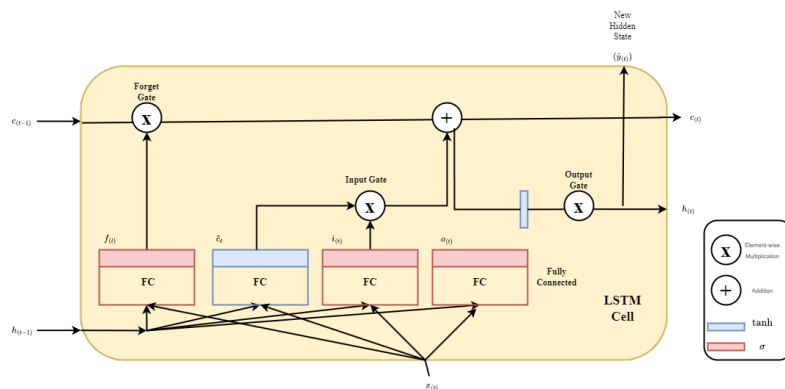 New
Hidden
State
(ŷ₍ₜ₎)
Forget
Gate
X
c₍ₜ₋₁₎
+
c₍ₜ₎
Input Gate
X
Output
Gate
X
h₍ₜ₎
f₍ₜ₎
c̃ₜ
i₍ₜ₎
o₍ₜ₎
FC
FC
FC
FC
Fully
Connected
LSTM
Cell
h₍ₜ₋₁₎
x₍ₜ₎
X
Element-wise
Multiplication
+
Addition
tanh
σ